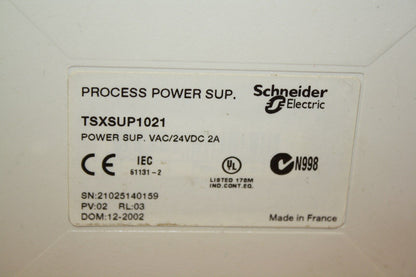 PROCESS POWER SUP.
Schneider
Electric
TSXSUP1021
POWER SUP. VAC/24VDC 2A
CE
IEC
61131-2
UL
LISTED 178M
IND.CONT.EQ.
N998
SN:21025140159
PV:02 RL:03
DOM:12-2002
Made in France